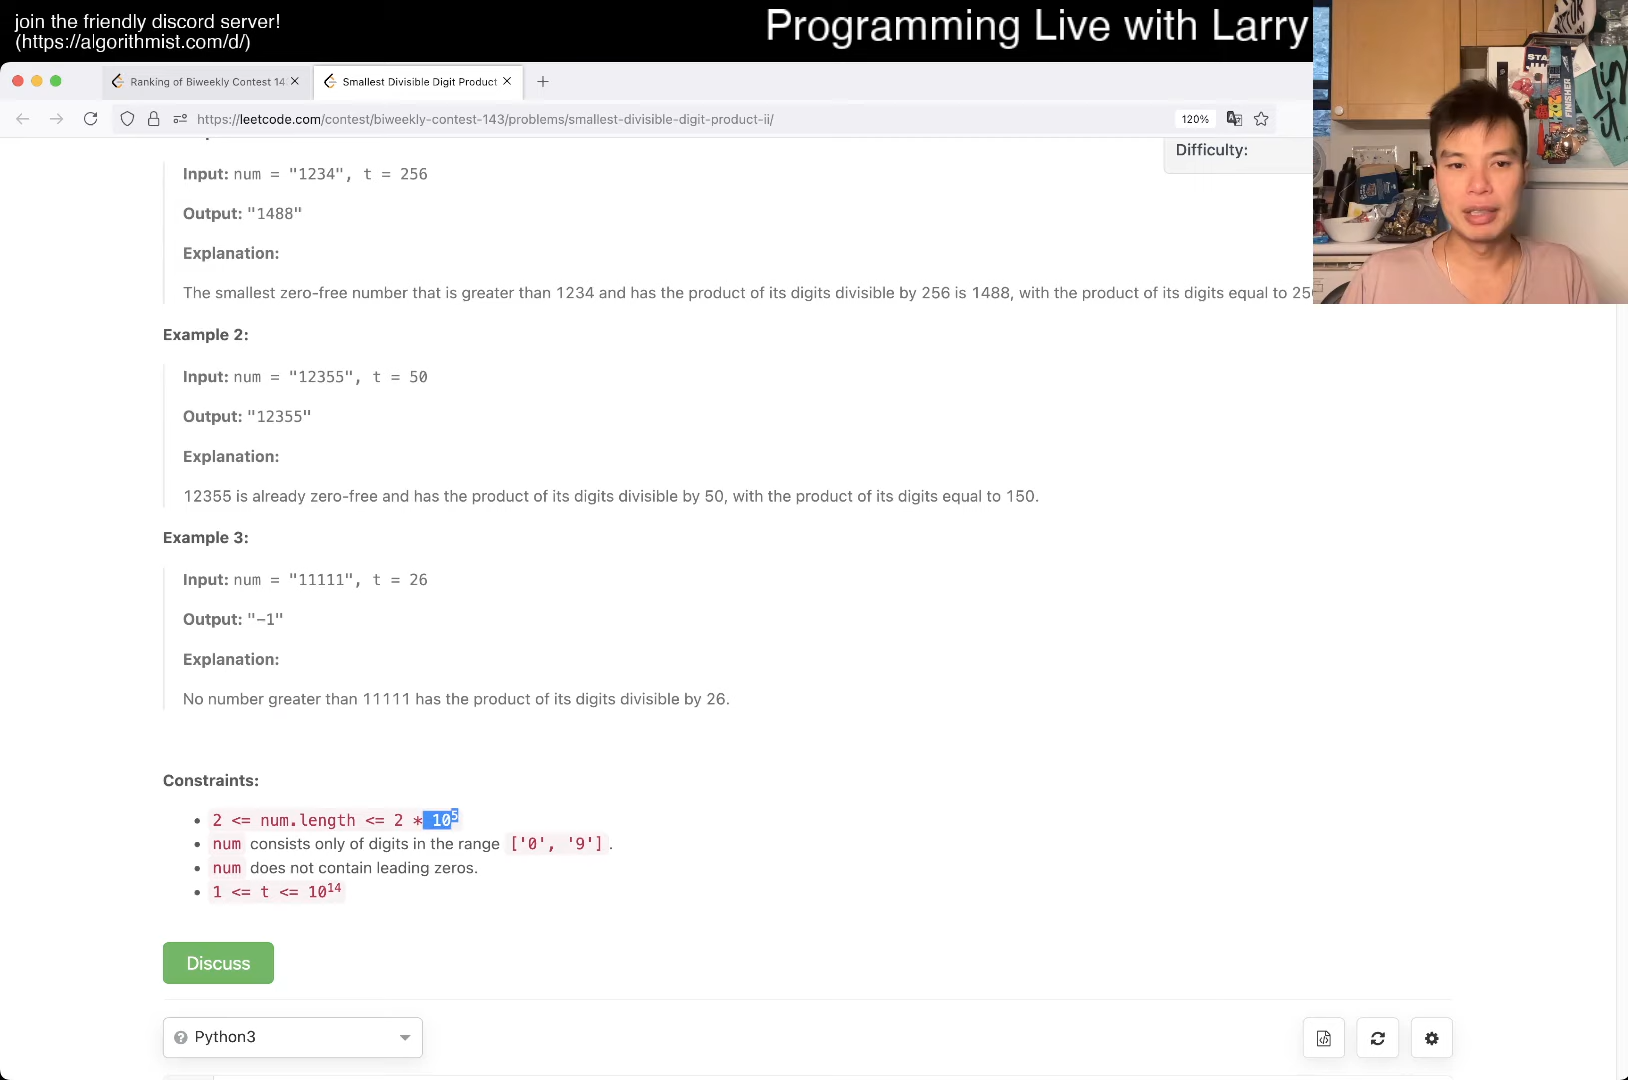 join the friendly discord server!
(https://algorithmist.com/d/)
Programming Live with Larry
Ranking of Biweekly Contest 14
Smallest Divisible Digit Product
https://leetcode.com/contest/biweekly-contest-143/problems/smallest-divisible-digit-product-ii/
120%
Difficulty:
Input: num = "1234", t = 256
Output: "1488"
Explanation:
The smallest zero-free number that is greater than 1234 and has the product of its digits divisible by 256 is 1488, with the product of its digits equal to 25
Example 2:
Input: num = "12355", t = 50
Output: "12355"
Explanation:
12355 is already zero-free and has the product of its digits divisible by 50, with the product of its digits equal to 150.
Example 3:
Input: num = "11111", t = 26
Output: "-1"
Explanation:
No number greater than 11111 has the product of its digits divisible by 26.
Constraints:
2 <= num.length <= 2 * 10⁵
num consists only of digits in the range ['0', '9'].
num does not contain leading zeros.
1 <= t <= 10¹⁴
Discuss
Python3
FINISHER